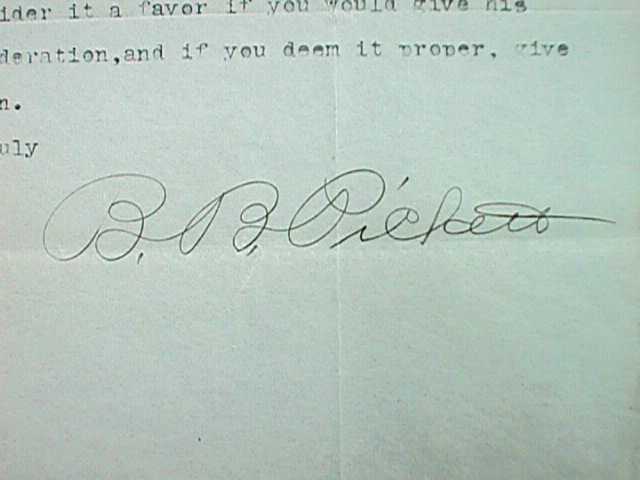 ider it a favor if you would give his
deration,and if you deem it proper, give
n.
uly
B. B. Pickett